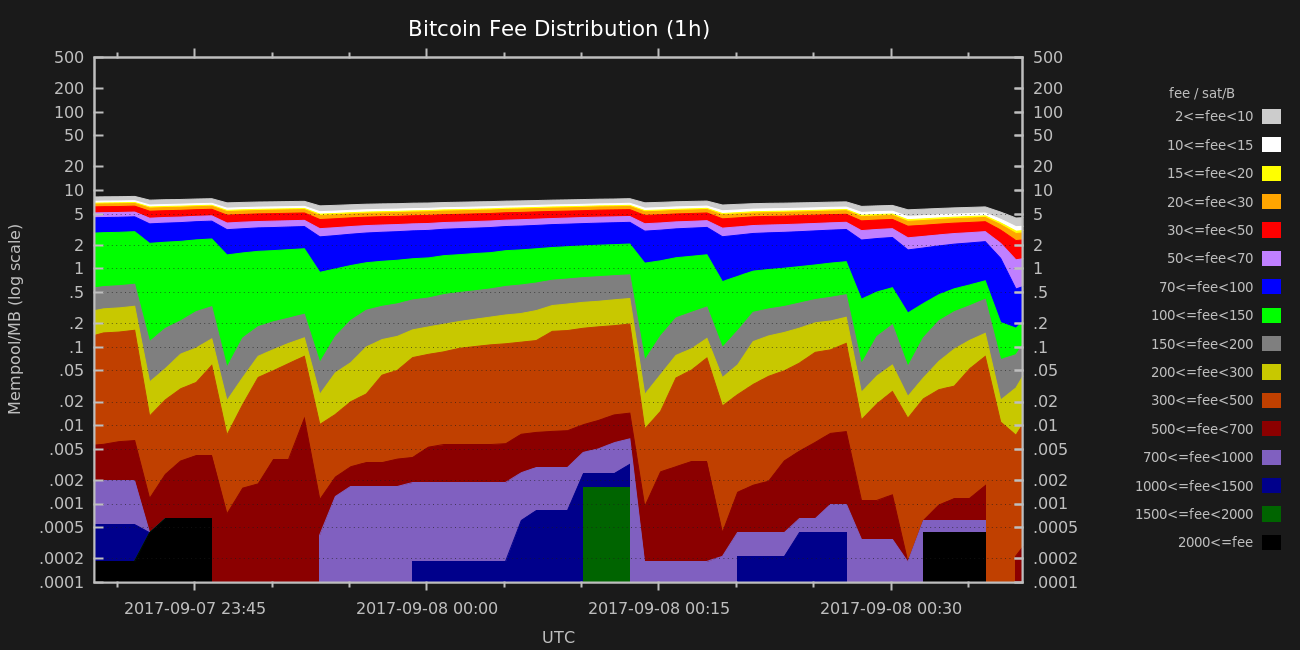 Bitcoin Fee Distribution (1h)
500
200
100
50
20
10
5
2
1
.5
.2
.1
.05
.02
.01
.005
.002
.001
.0005
.0002
.0001
Mempool/MB (log scale)
500
200
100
50
20
10
5
2
1
.5
.2
.1
.05
.02
.01
.005
.002
.001
.0005
.0002
.0001
fee / sat/B
2<=fee<10
10<=fee<15
15<=fee<20
20<=fee<30
30<=fee<50
50<=fee<70
70<=fee<100
100<=fee<150
150<=fee<200
200<=fee<300
300<=fee<500
500<=fee<700
700<=fee<1000
1000<=fee<1500
1500<=fee<2000
2000<=fee
2017-09-07 23:45
2017-09-08 00:00
2017-09-08 00:15
2017-09-08 00:30
UTC